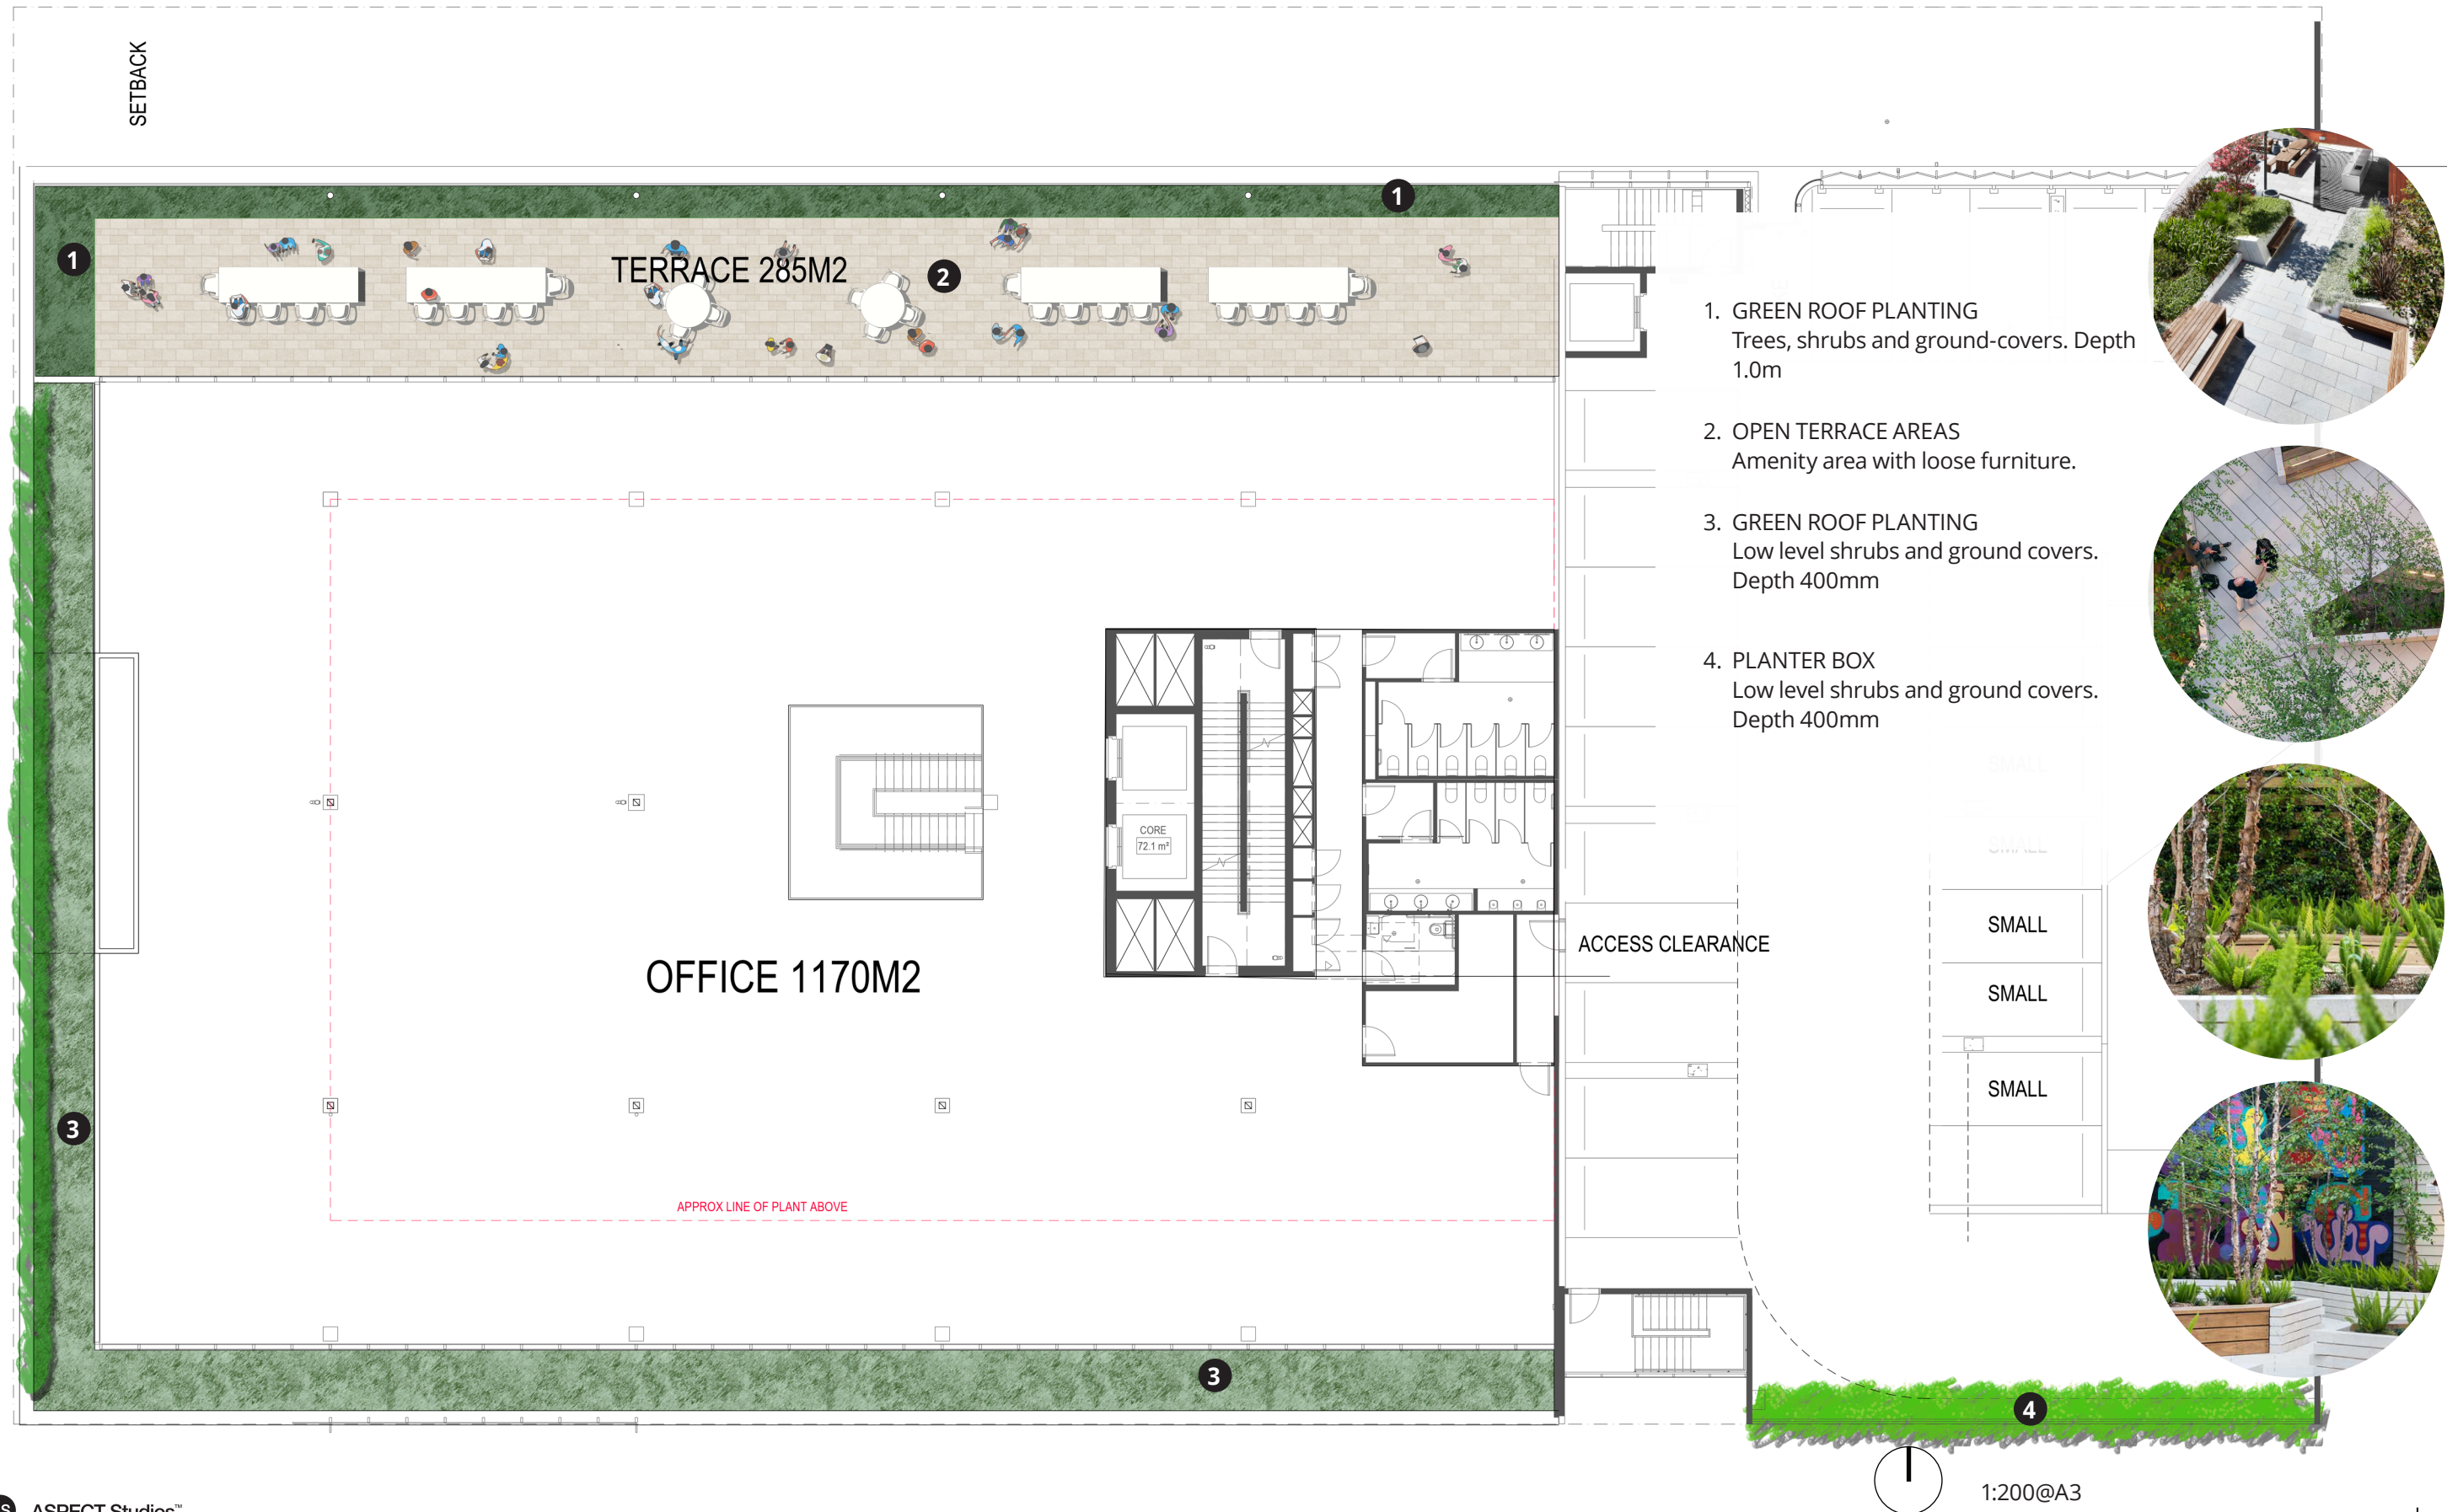 SETBACK
1
1
TERRACE 285M2
2
1. GREEN ROOF PLANTING
Trees, shrubs and ground-covers. Depth
1.0m
2. OPEN TERRACE AREAS
Amenity area with loose furniture.
3. GREEN ROOF PLANTING
Low level shrubs and ground covers.
Depth 400mm
4. PLANTER BOX
Low level shrubs and ground covers.
Depth 400mm
SMALL
SMALL
CORE
72.1 m²
SMALL
ACCESS CLEARANCE
OFFICE 1170M2
SMALL
SMALL
3
APPROX LINE OF PLANT ABOVE
3
4
1:200@A3
S ASPECT Studios™